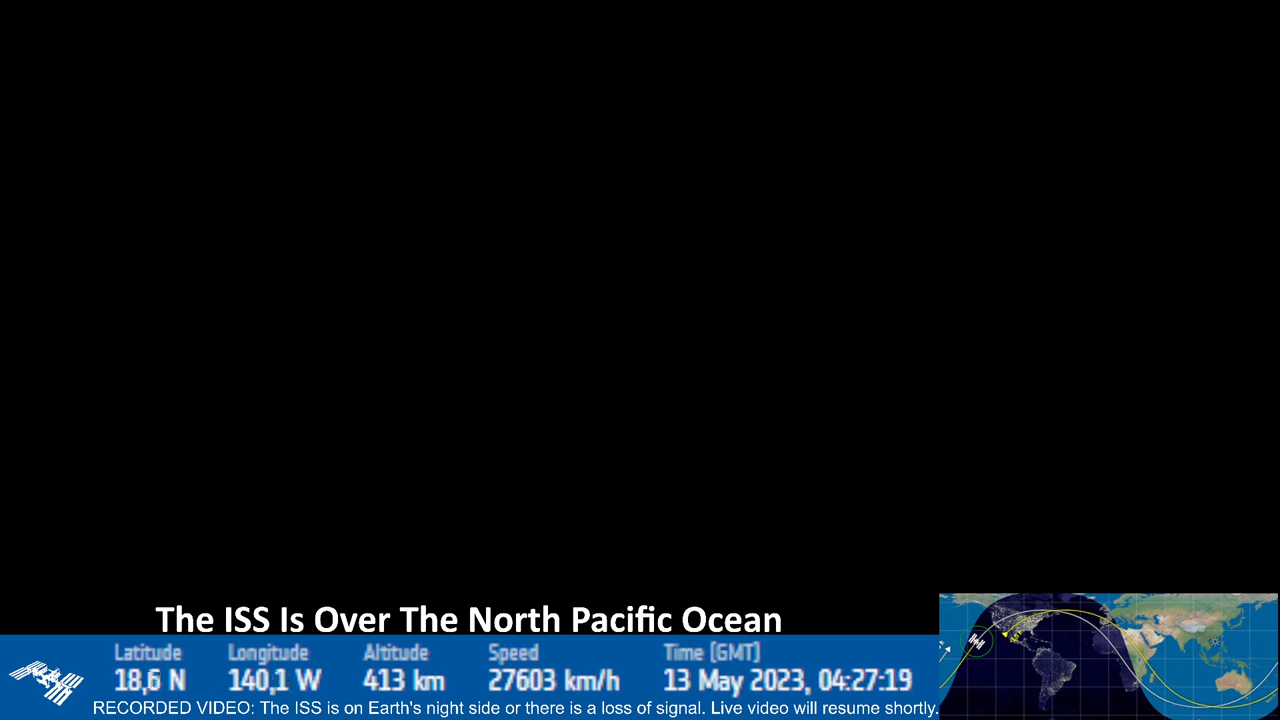 The ISS Is Over The North Pacific Ocean
Latitude Longitude Altitude Speed Time (GMT)
18,6 N 140,1 W 413 km 27603 km/h 13 May 2023, 04:27:19
RECORDED VIDEO: The ISS is on Earth's night side or there is a loss of signal. Live video will resume shortly.